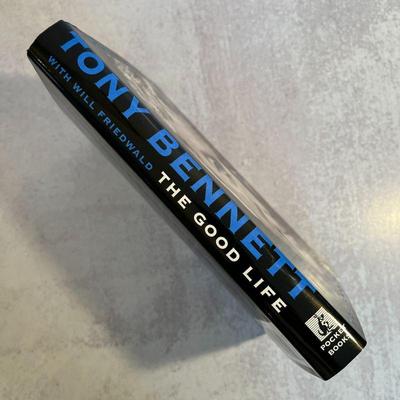 TONY BENNETT
WITH WILL FRIEDWALD
THE GOOD LIFE
POCKET
BOOKS